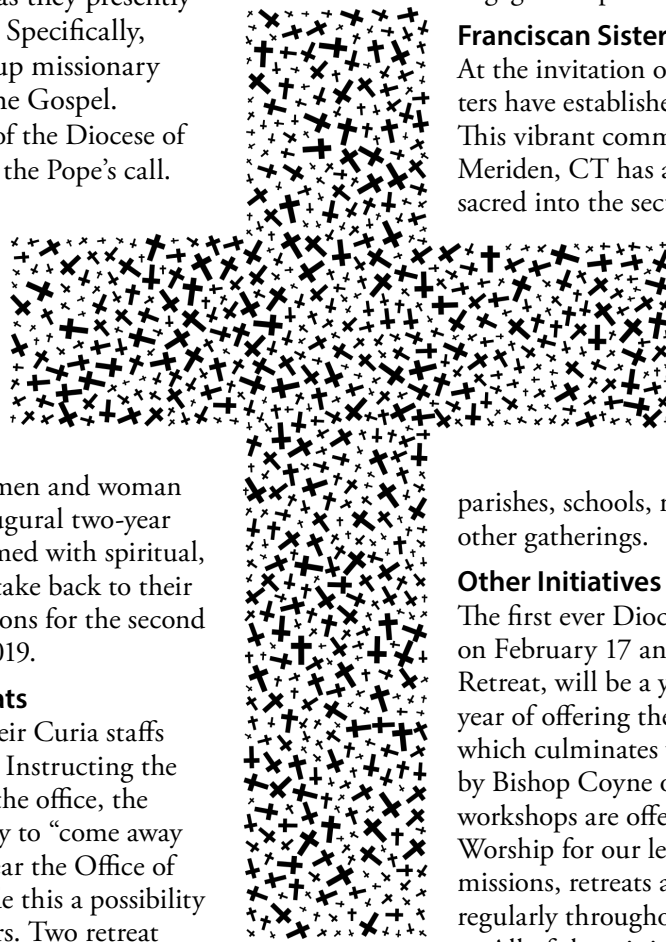 as they presently
Specifically,
up missionary
ne Gospel.
of the Diocese of
the Pope’s call.
men and woman
ugural two-year
med with spiritual,
take back to their
ons for the second
019.
nts
eir Curia staffs
Instructing the
the office, the
y to “come away
ear the Office of
le this a possibility
rs. Two retreat
Franciscan Sister
At the invitation o
ters have establishe
This vibrant comm
Meriden, CT has a
sacred into the sec
parishes, schools, r
other gatherings.
Other Initiatives
The first ever Dioc
on February 17 an
Retreat, will be a y
year of offering the
which culminates
by Bishop Coyne o
workshops are offe
Worship for our le
missions, retreats a
regularly througho